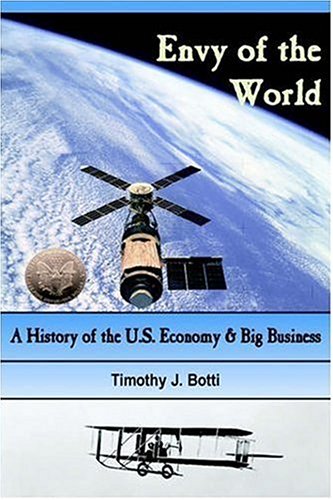 Envy of the
World
A History of the U.S. Economy & Big Business
Timothy J. Botti